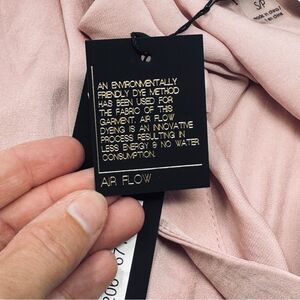 S/P
AN ENVIRONMENTALLY
FRIENDLY DYE METHOD
HAS BEEN USED FOR
THE FABRIC OF THIS
GARMENT. AIR FLOW
DYEING IS AN INNOVATIVE
PROCESS RESULTING IN
LESS ENERGY & NO WATER
CONSUMPTION.
AIR FLOW